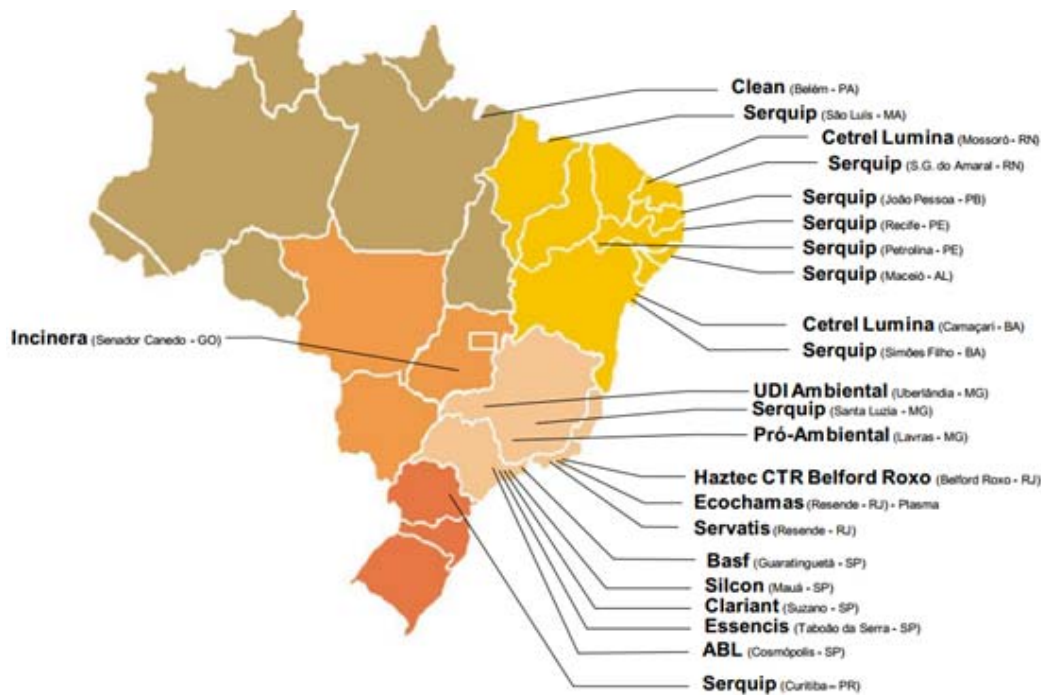 Clean (Belém - PA)
Serquip (São Luís - MA)
Cetrel Lumina (Mossoró - RN)
Serquip (S.G. do Amaral - RN)
Serquip (João Pessoa - PB)
Serquip (Recife - PE)
Serquip (Petrolina - PE)
Serquip (Maceió - AL)
Cetrel Lumina (Camaçari - BA)
Serquip (Simões Filho - BA)
Incinera (Senador Canedo - GO)
UDI Ambiental (Uberlândia - MG)
Serquip (Santa Luzia - MG)
Pró-Ambiental (Lavras - MG)
Haztec CTR Belford Roxo (Belford Roxo - RJ)
Ecochamas (Resende - RJ) - Plasma
Servatis (Resende - RJ)
Basf (Guaratinguetá - SP)
Silcon (Mauá - SP)
Clariant (Suzano - SP)
Essencis (Taboão da Serra - SP)
ABL (Cosmópolis - SP)
Serquip (Curitiba – PR)